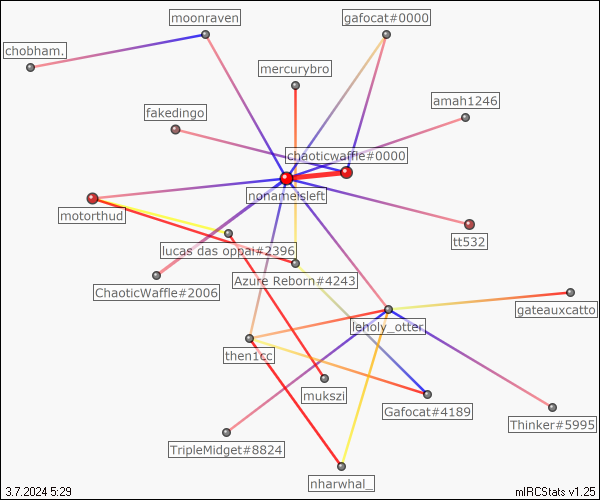 moonraven
gafocat#0000
chobham.
mercurybro
amah1246
fakedingo
chaoticwaffle#0000
nonameisleft
motorthud
tt532
lucas das oppai#2396
Azure Reborn#4243
ChaoticWaffle#2006
gateauxcatto
leholy_otter
then1cc
mukszi
Gafocat#4189
Thinker#5995
TripleMidget#8824
nharwhal_
3.7.2024 5:29
mIRCStats v1.25